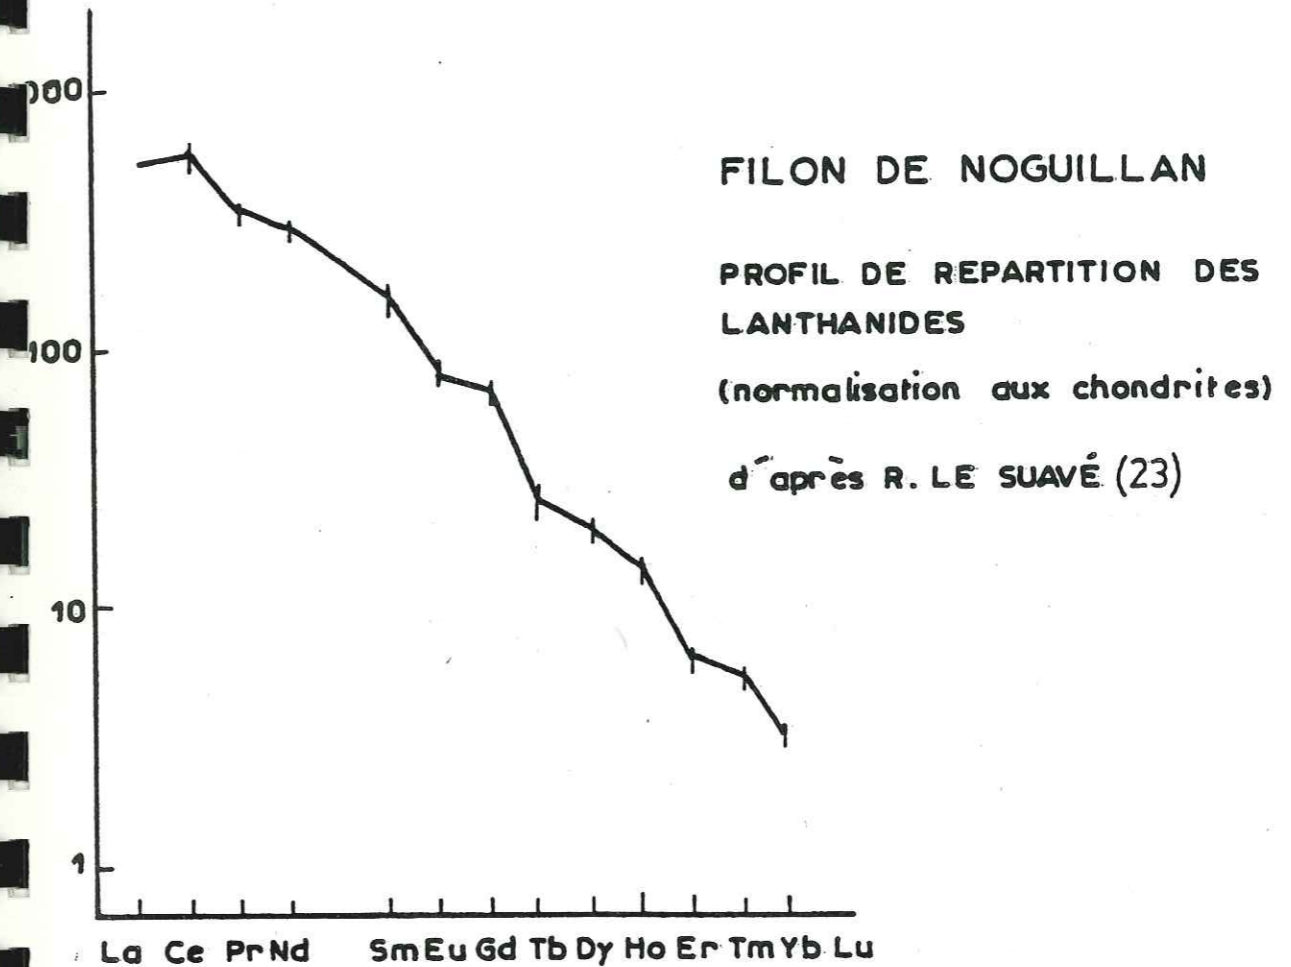 FILON DE NOGUILLAN
PROFIL DE REPARTITION DES
LANTHANIDES
(normalisation aux chondrites)
d'après R. LE SUAVÉ (23)
100
10
1
La Ce Pr Nd Sm Eu Gd Tb Dy Ho Er Tm Yb Lu